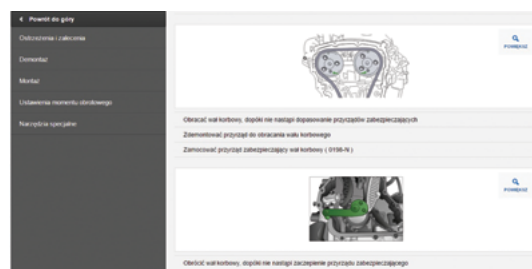 Powrót do góry
Ostrzeżenia i zalecenia
Demontaż
Montaż
Ustawienia momentu obrotowego
Narzędzia specjalne
POWIĘKSZ
Obracać wał korbowy, dopóki nie nastąpi dopasowanie przyrządów zabezpieczających
Zdemontować przyrząd do obracania wału korbowego
Zamocować przyrząd zabezpieczający wał korbowy ( 0198-N )
POWIĘKSZ
Obrócić wał korbowy, dopóki nie nastąpi zaczepienie przyrządu zabezpieczającego